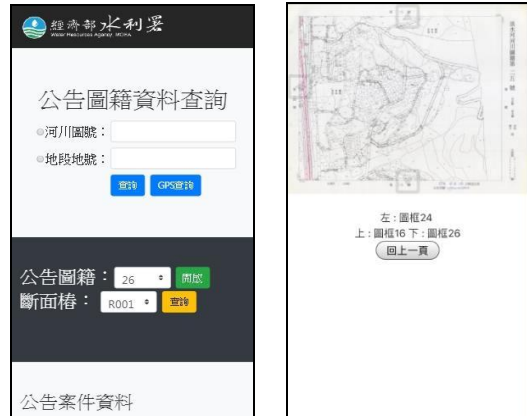 經濟部水利署
Water Resources Agency, MOEA
公告圖籍資料查詢
河川圖號：
地段地號：
查詢 GPS查詢
公告圖籍： 26 開啟
斷面樁： R001 查詢
公告案件資料
左 : 圖框24
上 : 圖框16 下 : 圖框26
回上一頁